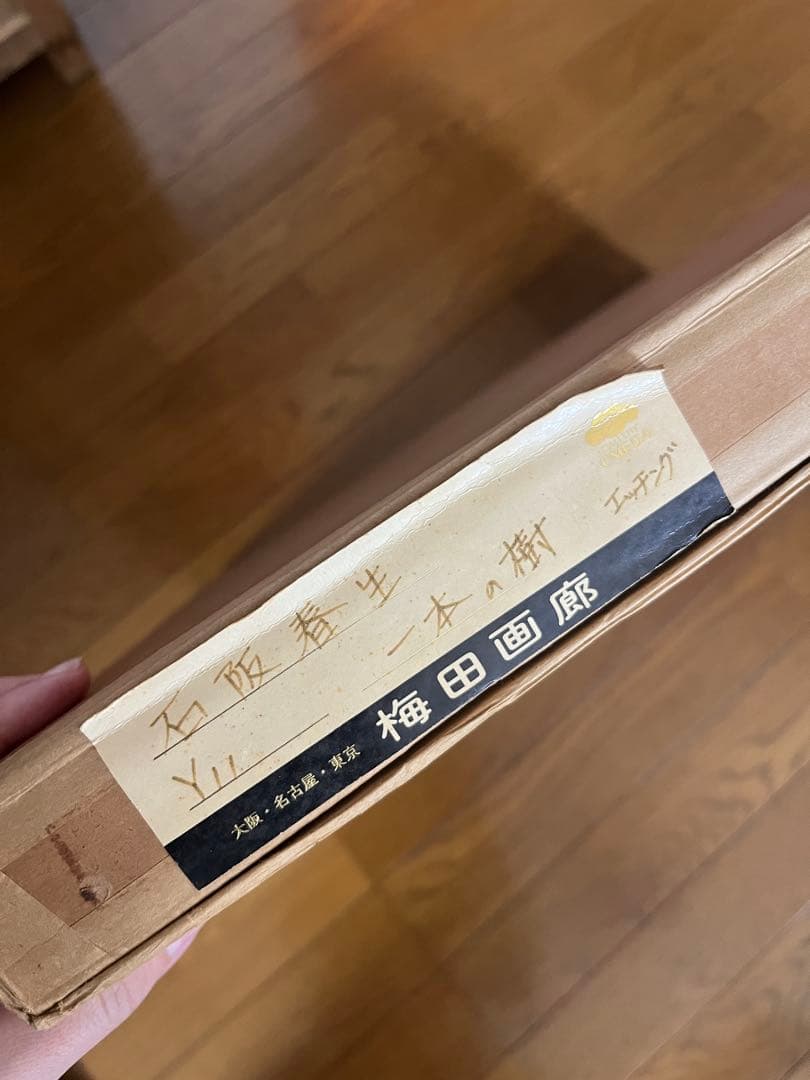 石阪春生
一本の樹
エッチング
¥
大阪・名古屋・東京 梅田画廊